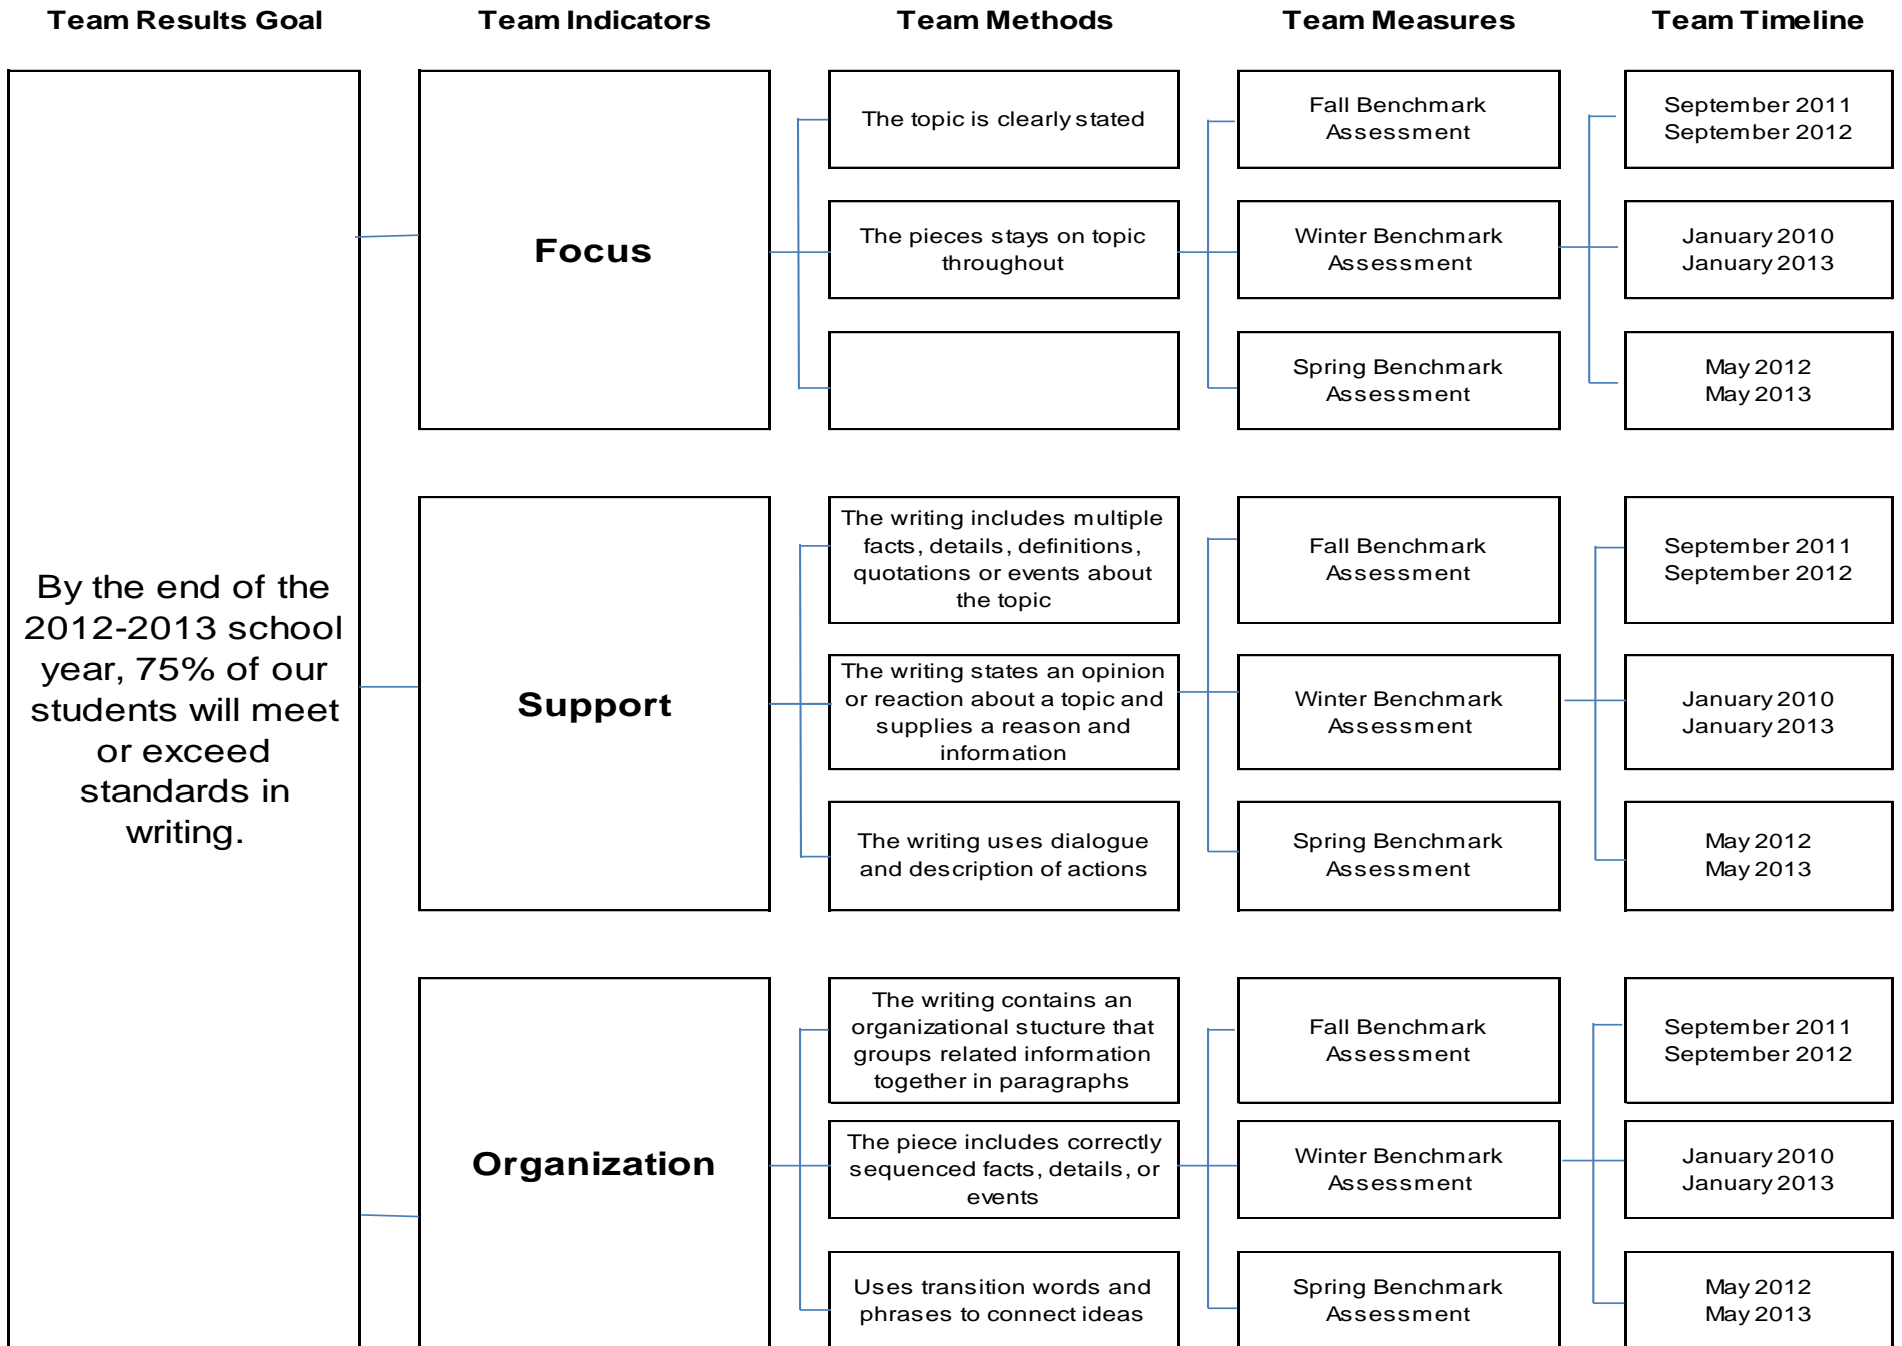 Team Results Goal
Team Indicators
Team Methods
Team Measures
Team Timeline
By the end of the
2012-2013 school
year, 75% of our
students will meet
or exceed
standards in
writing.
Focus
The topic is clearly stated
The pieces stays on topic
throughout
Fall Benchmark
Assessment
Winter Benchmark
Assessment
Spring Benchmark
Assessment
September 2011
September 2012
January 2010
January 2013
May 2012
May 2013
Support
The writing includes multiple
facts, details, definitions,
quotations or events about
the topic
The writing states an opinion
or reaction about a topic and
supplies a reason and
information
The writing uses dialogue
and description of actions
Fall Benchmark
Assessment
Winter Benchmark
Assessment
Spring Benchmark
Assessment
September 2011
September 2012
January 2010
January 2013
May 2012
May 2013
Organization
The writing contains an
organizational stucture that
groups related information
together in paragraphs
The piece includes correctly
sequenced facts, details, or
events
Uses transition words and
phrases to connect ideas
Fall Benchmark
Assessment
Winter Benchmark
Assessment
Spring Benchmark
Assessment
September 2011
September 2012
January 2010
January 2013
May 2012
May 2013